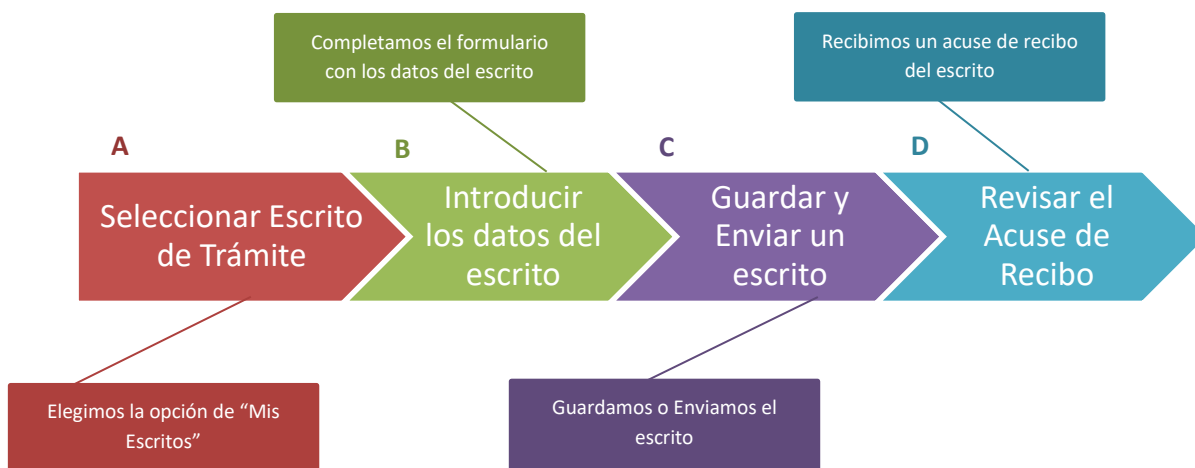 Completamos el formulario
con los datos del escrito
Recibimos un acuse de recibo
del escrito
A
B
C
D
Seleccionar Escrito
de Trámite
Introducir
los datos del
escrito
Guardar y
Enviar un
escrito
Revisar el
Acuse de
Recibo
Elegimos la opción de “Mis
Escritos”
Guardamos o Enviamos el
escrito